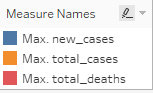 Measure Names
Max. new_cases
Max. total_cases
Max. total_deaths